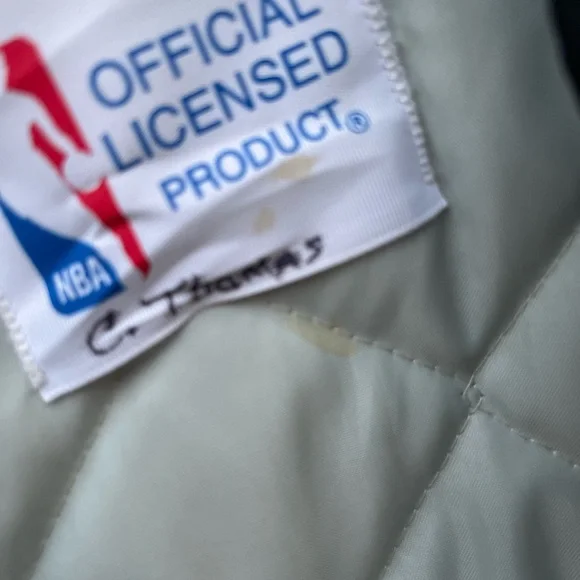 OFFICIAL
LICENSED
PRODUCT®
NBA
C. Thomas